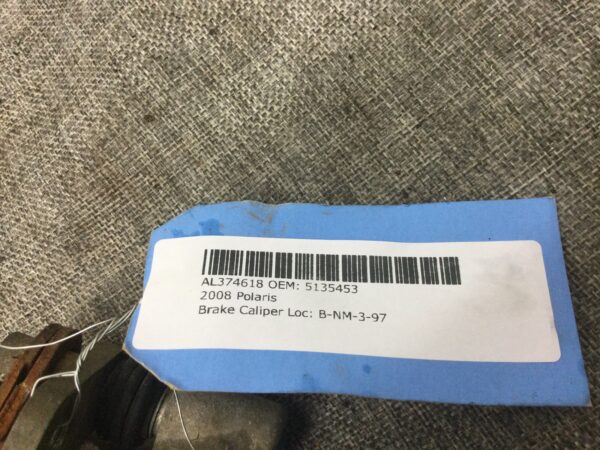 AL374618 OEM: 5135453
2008 Polaris
Brake Caliper Loc: B-NM-3-97